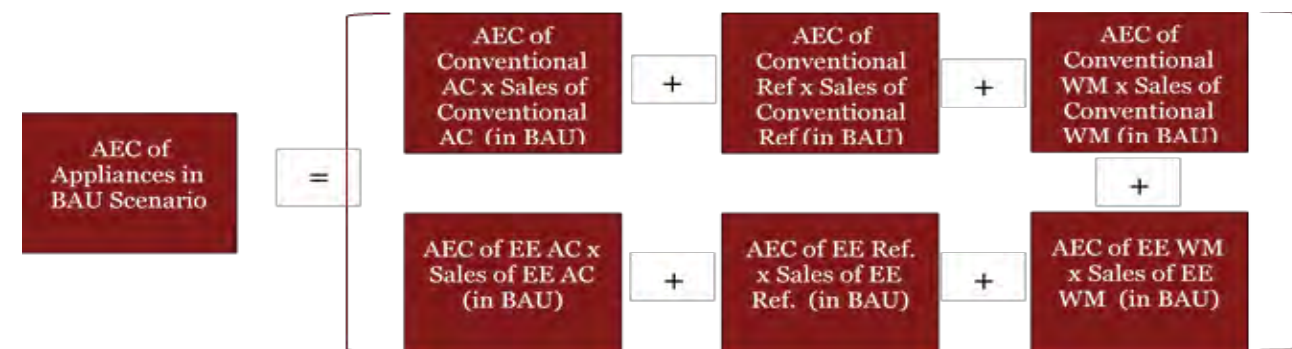 AEC of
Appliances in
BAU Scenario
=
AEC of
Conventional
AC x Sales of
Conventional
AC (in BAU)
+
AEC of
Conventional
Ref x Sales of
Conventional
Ref (in BAU)
+
AEC of
Conventional
WM x Sales of
Conventional
WM (in BAU)
+
AEC of EE AC x
Sales of EE AC
(in BAU)
+
AEC of EE Ref.
x Sales of EE
Ref. (in BAU)
+
AEC of EE WM
x Sales of EE
WM (in BAU)